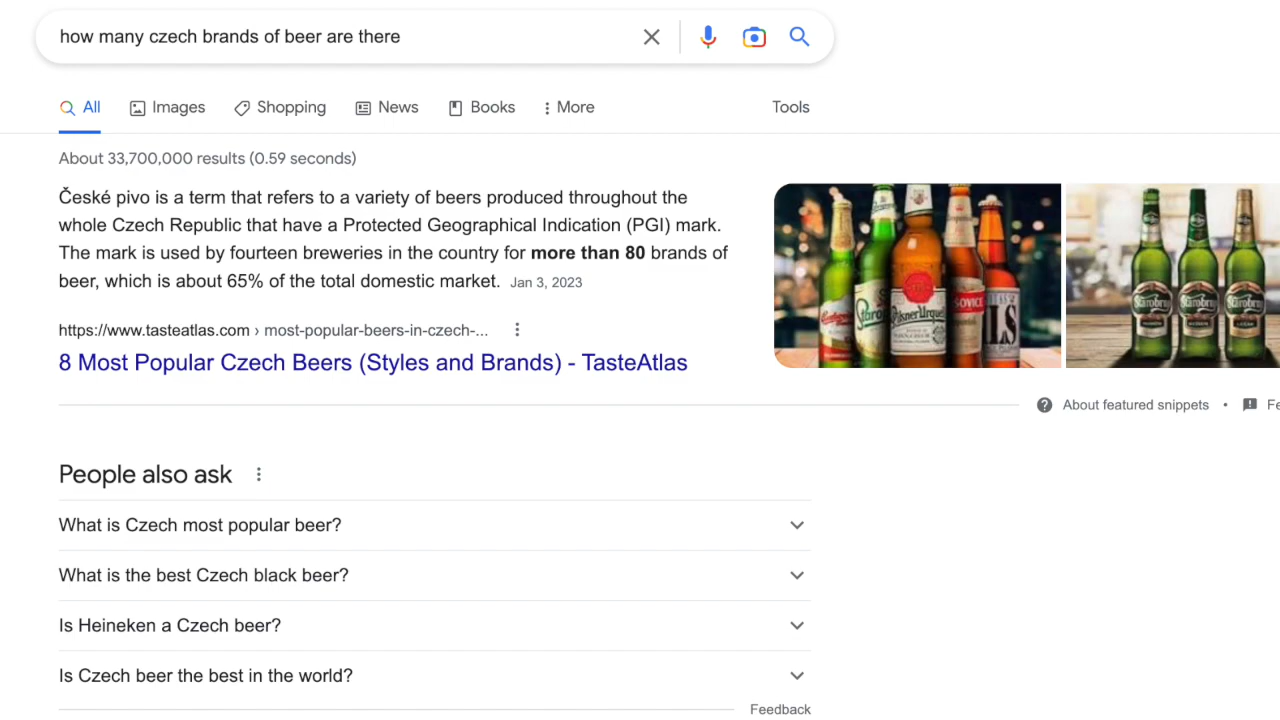 how many czech brands of beer are there
All Images Shopping News Books More Tools
About 33,700,000 results (0.59 seconds)
České pivo is a term that refers to a variety of beers produced throughout the
whole Czech Republic that have a Protected Geographical Indication (PGI) mark.
The mark is used by fourteen breweries in the country for more than 80 brands of
beer, which is about 65% of the total domestic market. Jan 3, 2023
https://www.tasteatlas.com › most-popular-beers-in-czech-...
8 Most Popular Czech Beers (Styles and Brands) - TasteAtlas
About featured snippets •
People also ask
What is Czech most popular beer?
What is the best Czech black beer?
Is Heineken a Czech beer?
Is Czech beer the best in the world?
Feedback